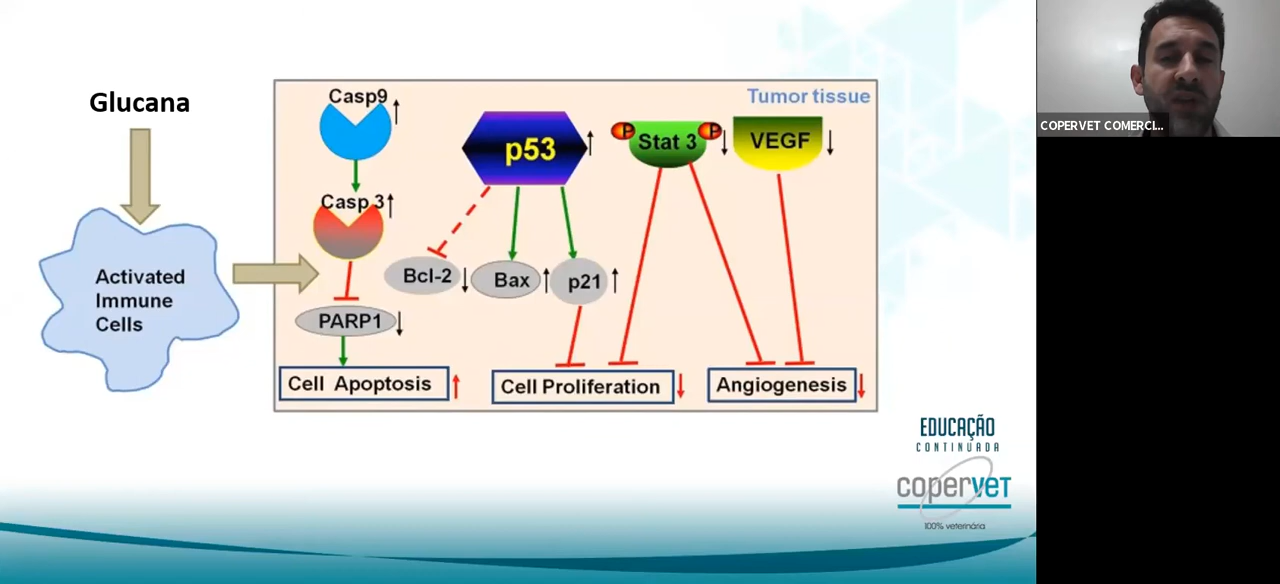 Glucana
Activated
Immune
Cells
Tumor tissue
Casp9
Casp 3
PARP1
Cell Apoptosis
p53
Bcl-2
Bax
p21
P
Stat 3
P
VEGF
Cell Proliferation
Angiogenesis
EDUCAÇÃO
CONTINUADA
copervet
100% veterinária
COPERVET COMERCI...